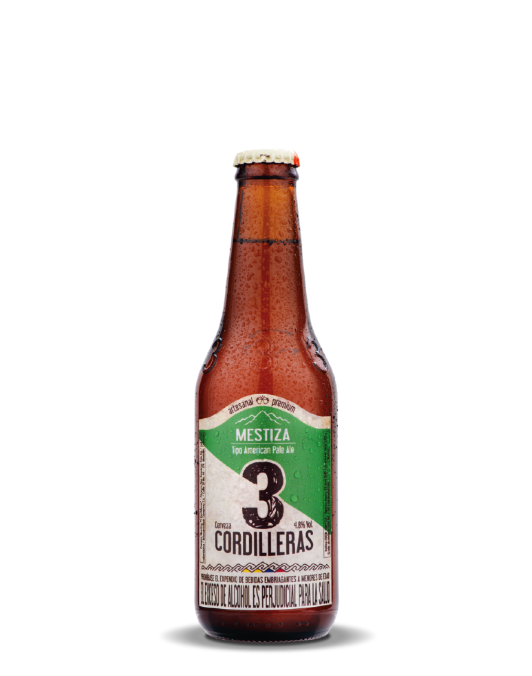 artesanal premium
MESTIZA
Tipo American Pale Ale
3
Cerveza 4.8% Vol.
CORDILLERAS
PROHÍBASE EL EXPENDIO DE BEBIDAS EMBRIAGANTES A MENORES DE EDAD
EL EXCESO DE ALCOHOL ES PERJUDICIAL PARA LA SALUD